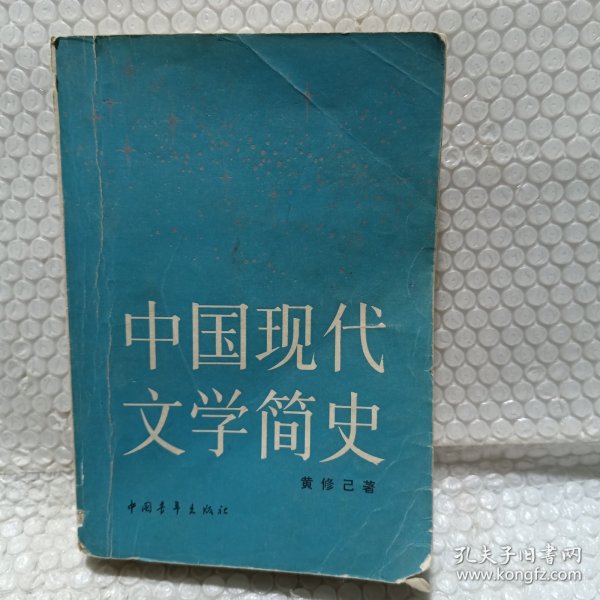 中国现代
文学简史
黄修己著
中国青年出版社
孔夫子旧书网
www.kongfz.com